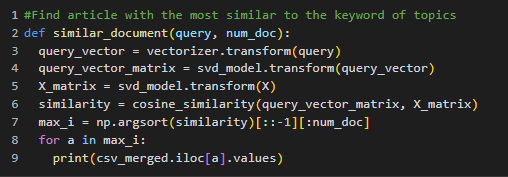 1 #Find article with the most similar to the keyword of topics
2 def similar_document(query, num_doc):
3   query_vector = vectorizer.transform(query)
4   query_vector_matrix = svd_model.transform(query_vector)
5   X_matrix = svd_model.transform(X)
6   similarity = cosine_similarity(query_vector_matrix, X_matrix)
7   max_i = np.argsort(similarity)[::-1][:num_doc]
8   for a in max_i:
9     print(csv_merged.iloc[a].values)